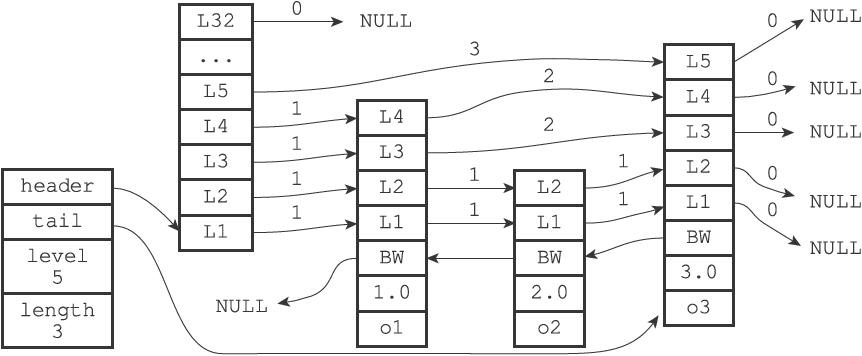 L32
0
NULL
0
NULL
...
L5
3
L5
L4
1
L4
2
L4
0
NULL
L3
1
L3
2
L3
0
NULL
L2
1
L2
1
L2
1
L2
0
NULL
L1
1
L1
1
L1
1
L1
0
NULL
header
tail
level
5
length
3
NULL
BW
1.0
o1
BW
2.0
o2
BW
3.0
o3